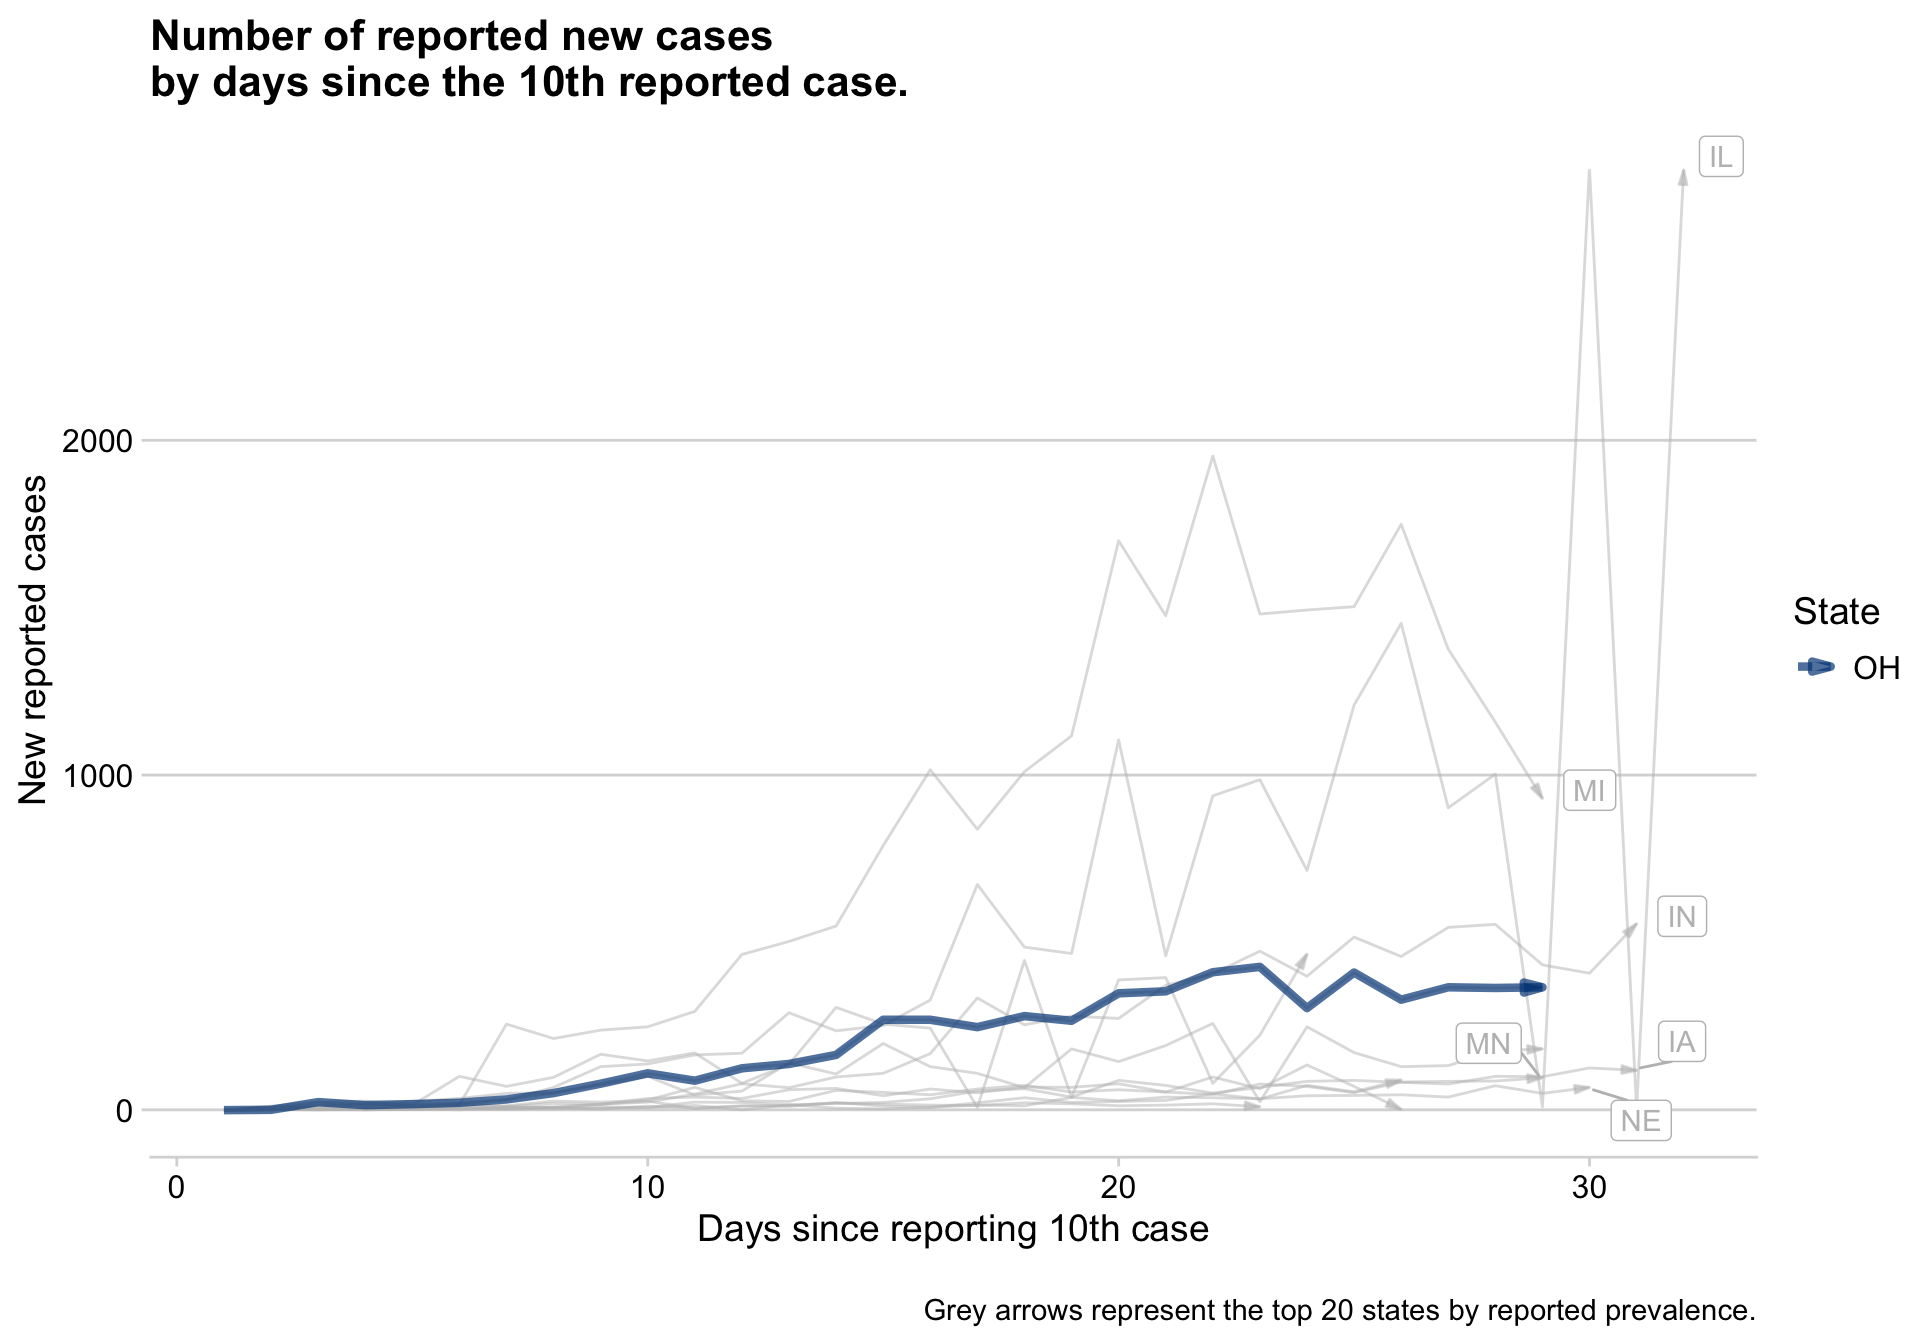 Number of reported new cases
by days since the 10th reported case.
IL
2000
New reported cases
State
OH
1000
MI
IN
MN
IA
0
NE
0 10 20 30
Days since reporting 10th case
Grey arrows represent the top 20 states by reported prevalence.